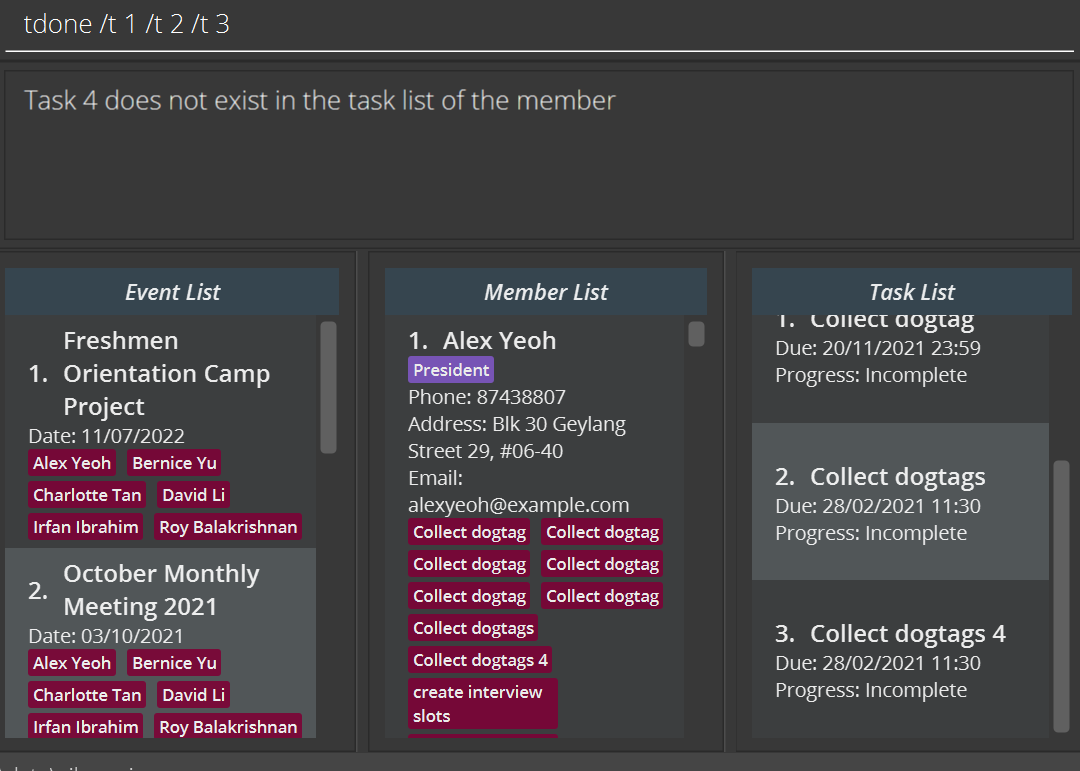 tdone /t 1 /t 2 /t 3
Task 4 does not exist in the task list of the member
Event List
1. Freshmen
Orientation Camp
Project
Date: 11/07/2022
Alex Yeoh Bernice Yu
Charlotte Tan David Li
Irfan Ibrahim Roy Balakrishnan
2. October Monthly
Meeting 2021
Date: 03/10/2021
Alex Yeoh Bernice Yu
Charlotte Tan David Li
Irfan Ibrahim Roy Balakrishnan
Member List
1. Alex Yeoh
President
Phone: 87438807
Address: Blk 30 Geylang
Street 29, #06-40
Email:
alexyeoh@example.com
Collect dogtag Collect dogtag
Collect dogtag Collect dogtag
Collect dogtag Collect dogtag
Collect dogtags
Collect dogtags 4
create interview
slots
Task List
1. Collect dogtag
Due: 20/11/2021 23:59
Progress: Incomplete
2. Collect dogtags
Due: 28/02/2021 11:30
Progress: Incomplete
3. Collect dogtags 4
Due: 28/02/2021 11:30
Progress: Incomplete